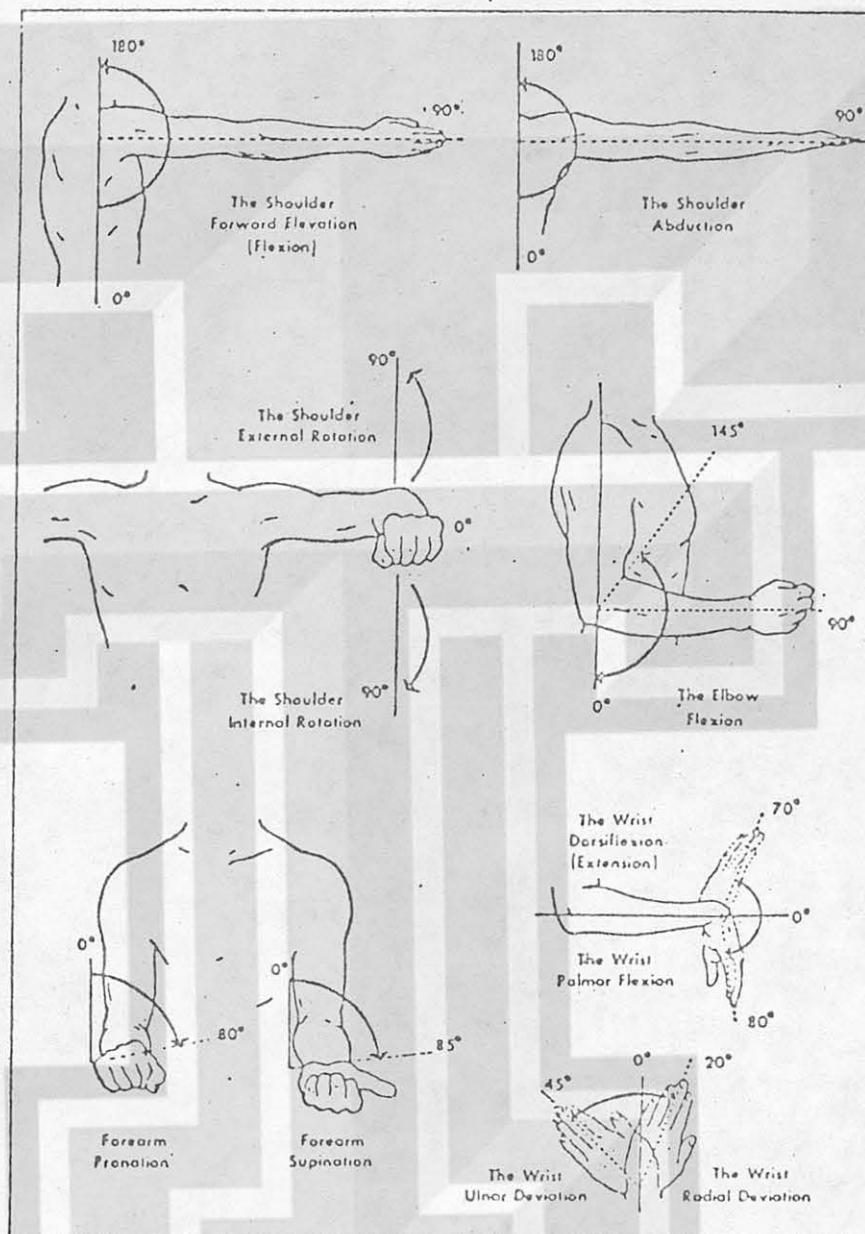 180°
90°
The Shoulder
Forward Elevation
(Flexion)
0°
180°
90°
The Shoulder
Abduction
0°
90°
The Shoulder
External Rotation
0°
90°
The Shoulder
Internal Rotation
145°
90°
0°
The Elbow
Flexion
0°
80°
Forearm
Pronation
0°
85°
Forearm
Supination
The Wrist
Dorsiflexion
(Extension)
70°
0°
The Wrist
Palmar Flexion
80°
45°
0°
20°
The Wrist
Ulnar Deviation
The Wrist
Radial Deviation